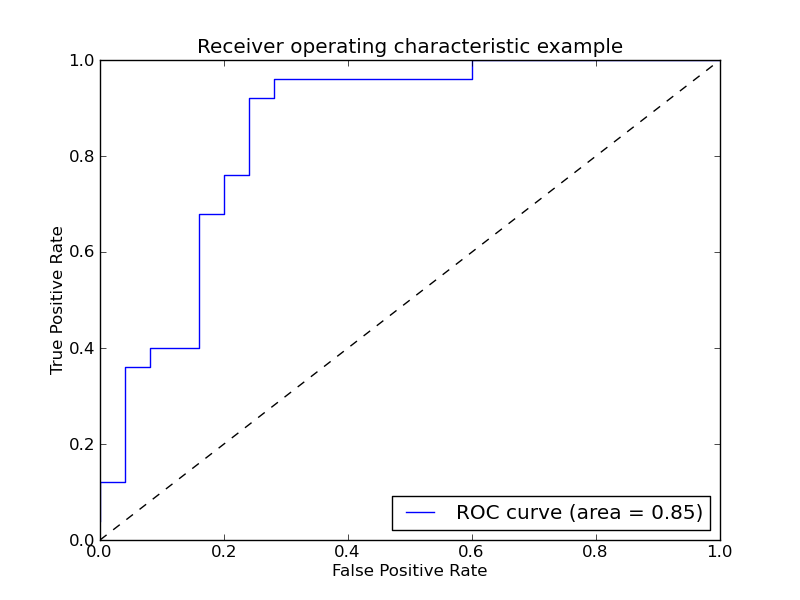 Receiver operating characteristic example
1.0
0.8
0.6
0.4
0.2
0.0
True Positive Rate
ROC curve (area = 0.85)
0.0 0.2 0.4 0.6 0.8 1.0
False Positive Rate